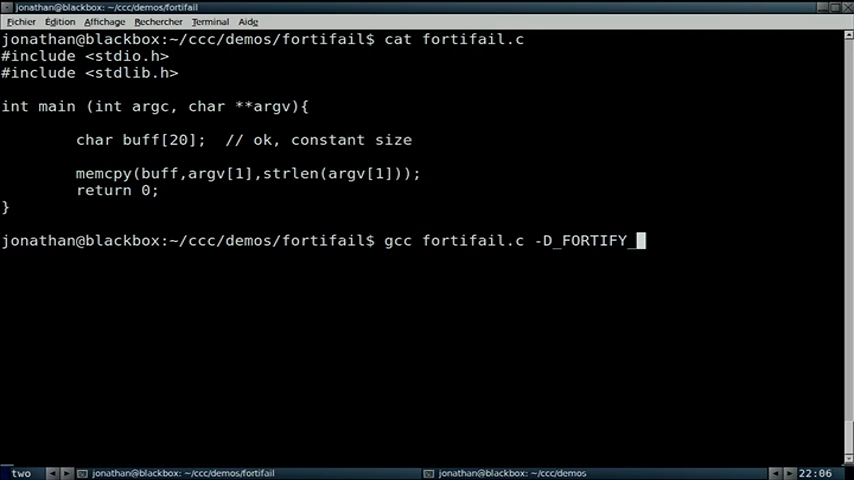 jonathan@blackbox: ~/ccc/demos/fortifail
Fichier Édition Affichage Rechercher Terminal Aide
jonathan@blackbox:~/ccc/demos/fortifail$ cat fortifail.c
#include <stdio.h>
#include <stdlib.h>
int main (int argc, char **argv){
char buff[20]; // ok, constant size
memcpy(buff,argv[1],strlen(argv[1]));
return 0;
}
jonathan@blackbox:~/ccc/demos/fortifail$ gcc fortifail.c -D_FORTIFY_
two jonathan@blackbox: ~/ccc/demos/fortifail jonathan@blackbox: ~/ccc/demos 22:06